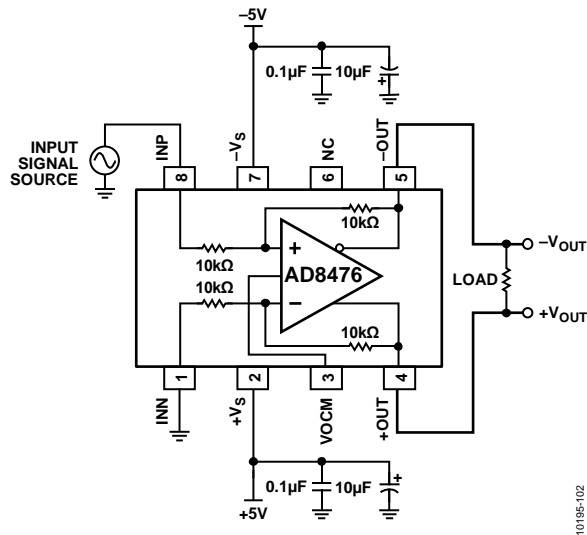 –5V
0.1µF
10µF
+
INPUT
SIGNAL
SOURCE
INP
–VS
NC
–OUT
8
7
6
5
10kΩ
10kΩ
+
AD8476
10kΩ
–
10kΩ
LOAD
–VOUT
+VOUT
1
2
3
4
INN
+VS
VOCM
+OUT
0.1µF
10µF
+
+5V
10195-102